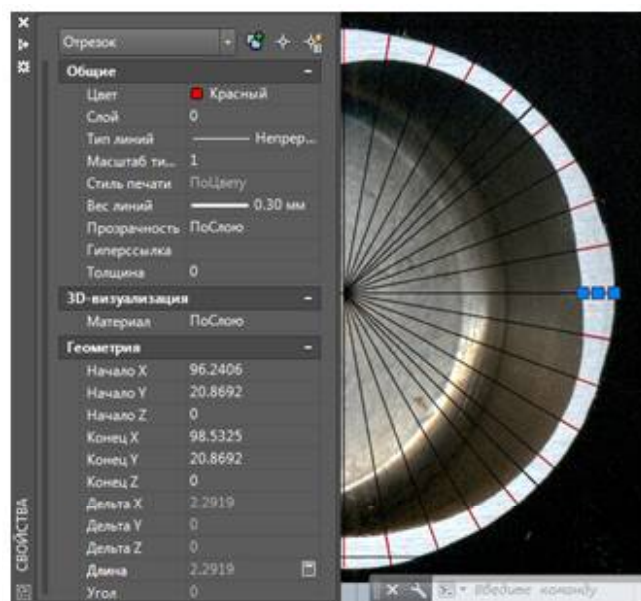 Отрезок
Общие
Цвет Красный
Слой 0
Тип линий Непрер...
Масштаб ти... 1
Стиль печати ПоЦвету
Вес линий 0.30 мм
Прозрачность ПоСлою
Гиперссылка
Толщина 0
3D-визуализация
Материал ПоСлою
Геометрия
Начало X 96.2406
Начало Y 20.8692
Начало Z 0
Конец X 98.5325
Конец Y 20.8692
Конец Z 0
Дельта X 2.2919
Дельта Y 0
Дельта Z 0
Длина 2.2919
Угол 0
СВОЙСТВА
Введите команду